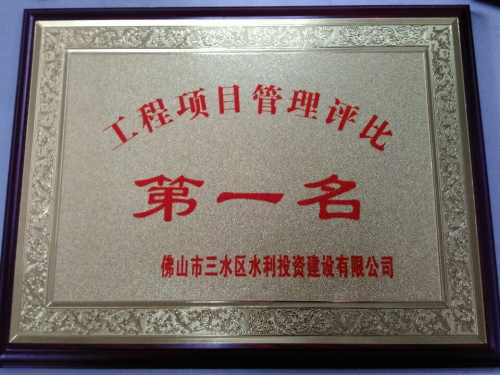 工程项目管理评比
第一名
佛山市三水区水利投资建设有限公司